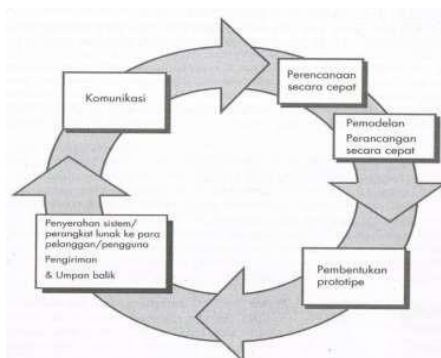 Komunikasi
Perencanaan
secara cepat
Pemodelan
Perancangan
secara cepat
Pembentukan
prototipe
Penyerahan sistem/
perangkat lunak ke para
pelanggan/pengguna
Pengiriman
& Umpan balik